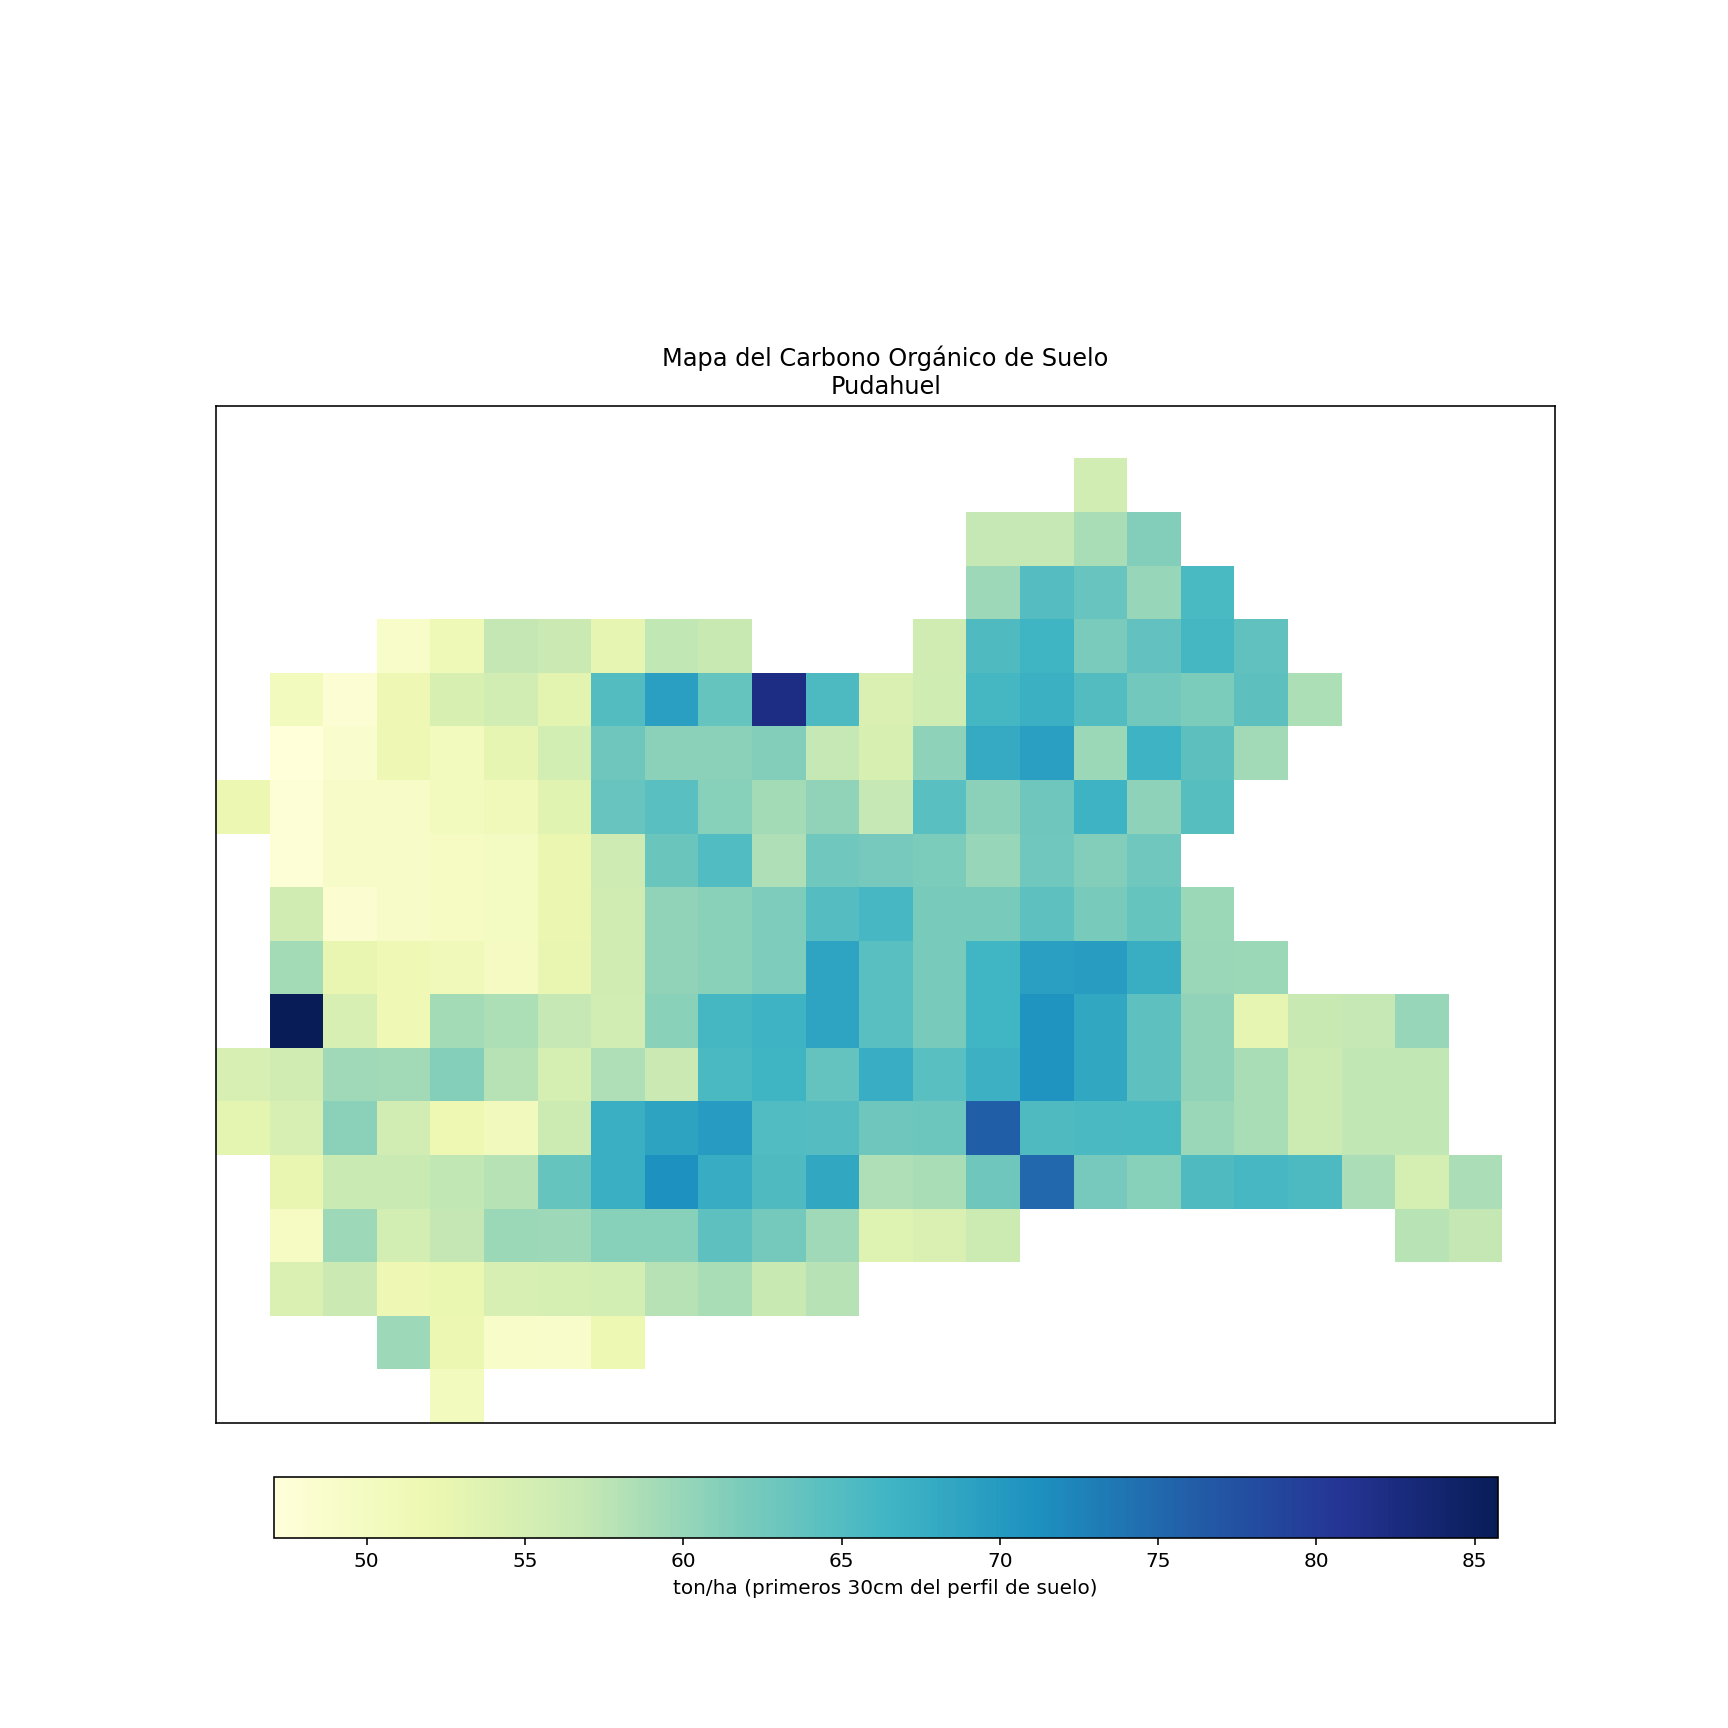 Mapa del Carbono Orgánico de Suelo
Pudahuel
50 55 60 65 70 75 80 85
ton/ha (primeros 30cm del perfil de suelo)